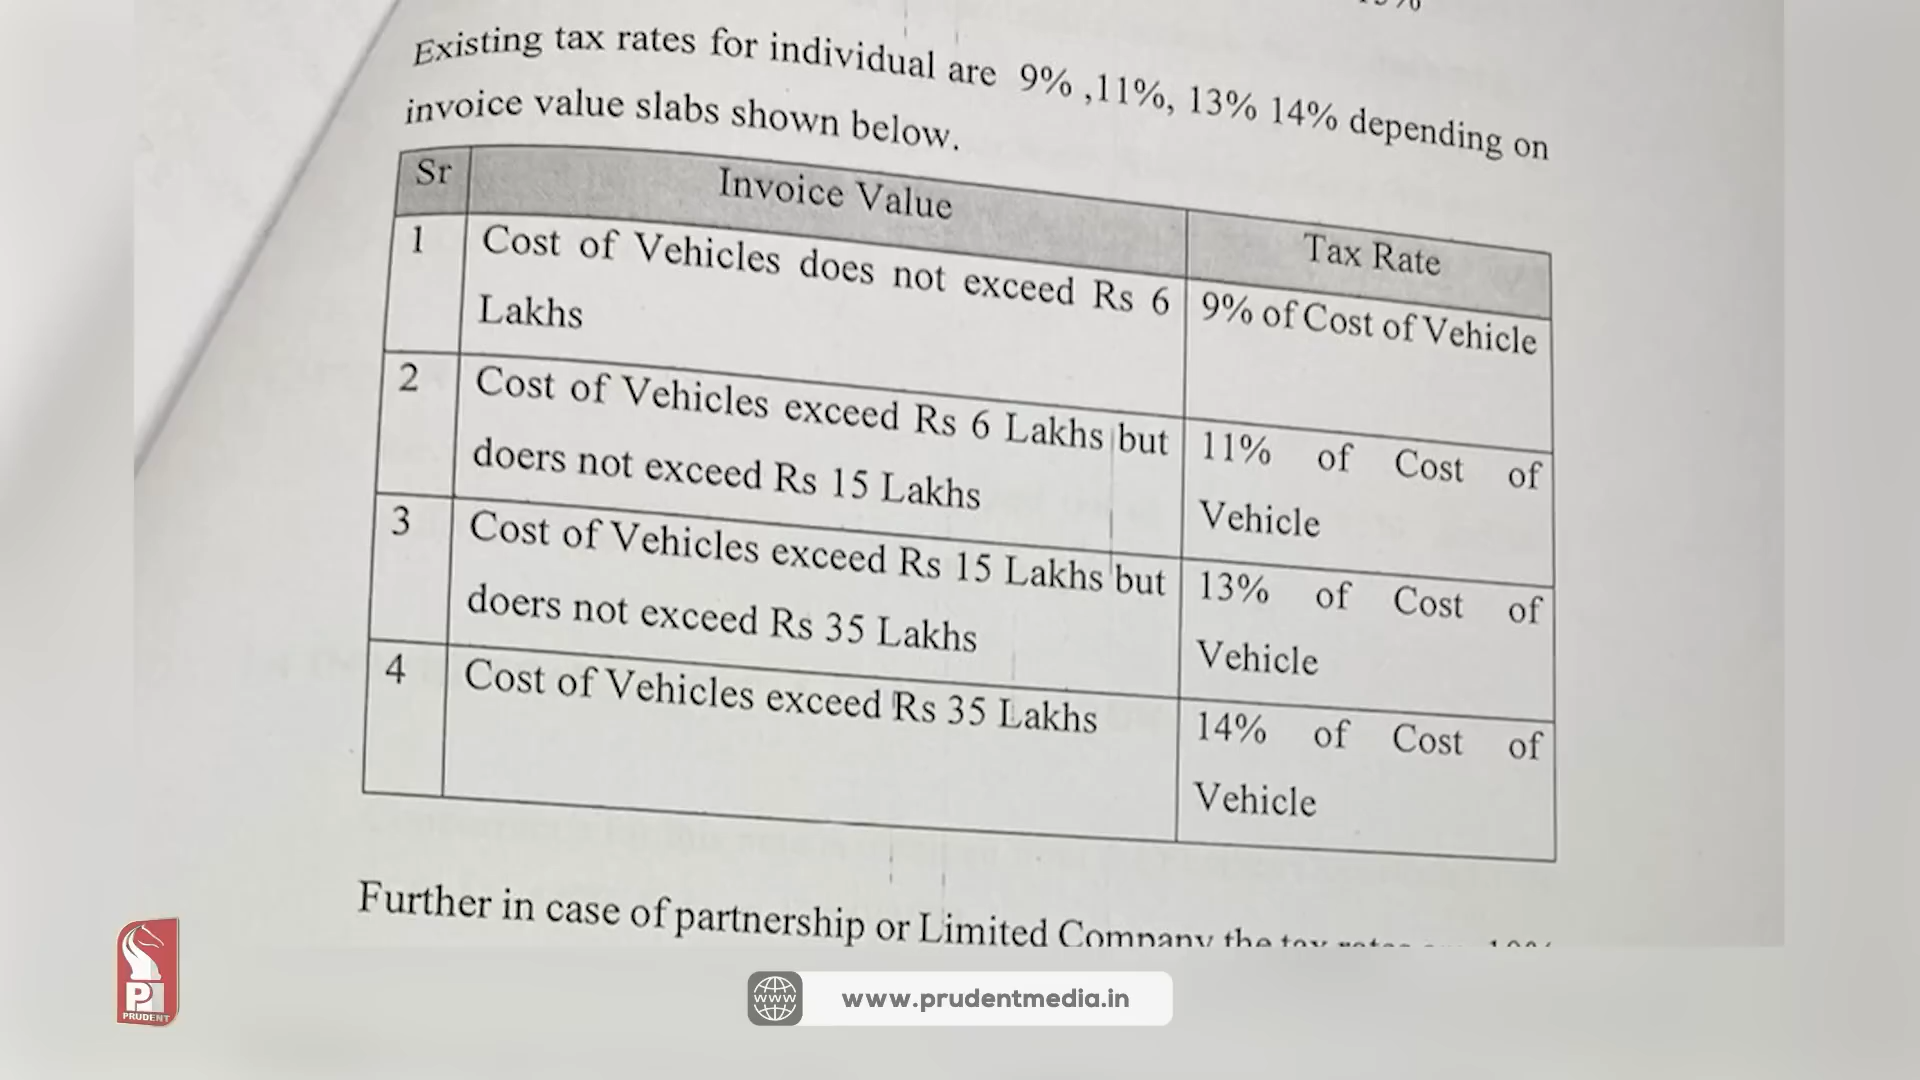 Existing tax rates for individual are 9% ,11%, 13% 14% depending on
invoice value slabs shown below.
Sr Invoice Value Tax Rate
1 Cost of Vehicles does not exceed Rs 6 9% of Cost of Vehicle
Lakhs
2 Cost of Vehicles exceed Rs 6 Lakhs but 11% of Cost of
doers not exceed Rs 15 Lakhs Vehicle
3 Cost of Vehicles exceed Rs 15 Lakhs but 13% of Cost of
doers not exceed Rs 35 Lakhs Vehicle
4 Cost of Vehicles exceed Rs 35 Lakhs 14% of Cost of
Vehicle
Further in case of partnership or Limited Company the tax rates
P
PRUDENT
www
www.prudentmedia.in